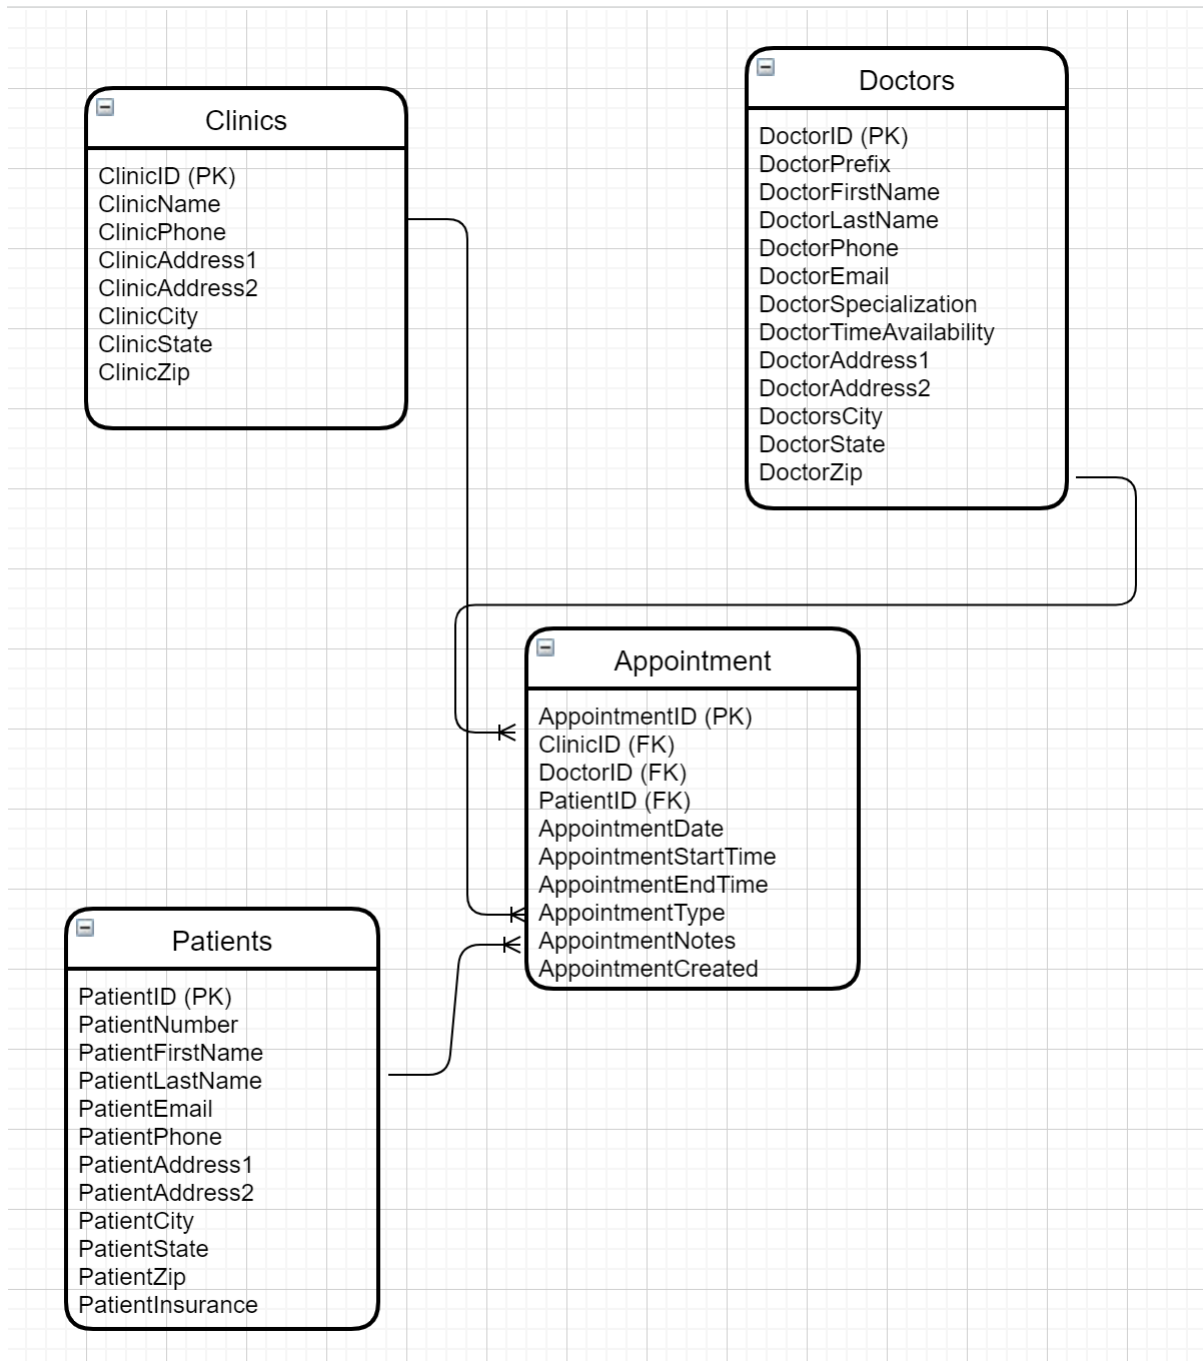 Clinics
ClinicID (PK)
ClinicName
ClinicPhone
ClinicAddress1
ClinicAddress2
ClinicCity
ClinicState
ClinicZip
Doctors
DoctorID (PK)
DoctorPrefix
DoctorFirstName
DoctorLastName
DoctorPhone
DoctorEmail
DoctorSpecialization
DoctorTimeAvailability
DoctorAddress1
DoctorAddress2
DoctorsCity
DoctorState
DoctorZip
Appointment
AppointmentID (PK)
ClinicID (FK)
DoctorID (FK)
PatientID (FK)
AppointmentDate
AppointmentStartTime
AppointmentEndTime
AppointmentType
AppointmentNotes
AppointmentCreated
Patients
PatientID (PK)
PatientNumber
PatientFirstName
PatientLastName
PatientEmail
PatientPhone
PatientAddress1
PatientAddress2
PatientCity
PatientState
PatientZip
PatientInsurance